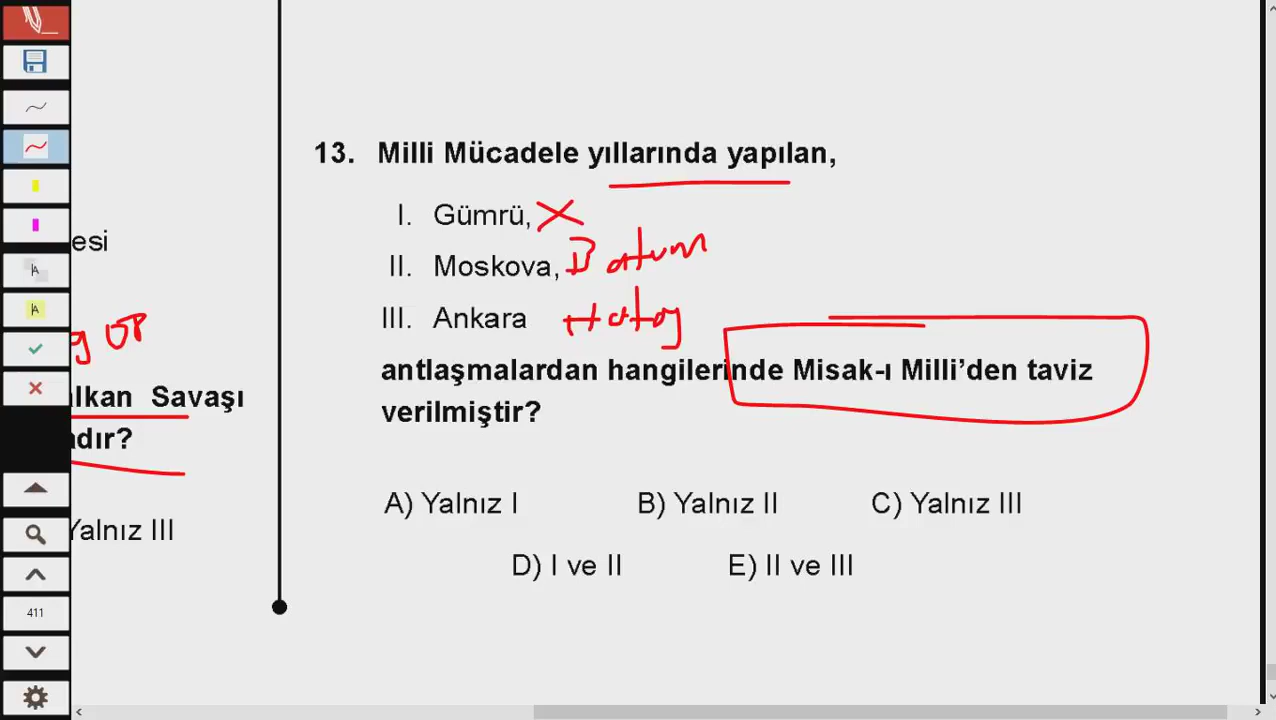 13. Milli Mücadele yıllarında yapılan,
I. Gümrü, X
II. Moskova, Batum
III. Ankara Hatay
antlaşmalardan hangilerinde Misak-ı Milli’den taviz
verilmiştir?
A) Yalnız I B) Yalnız II C) Yalnız III
D) I ve II E) II ve III
esi
lkan Savaşı
adır?
Yalnız III
411